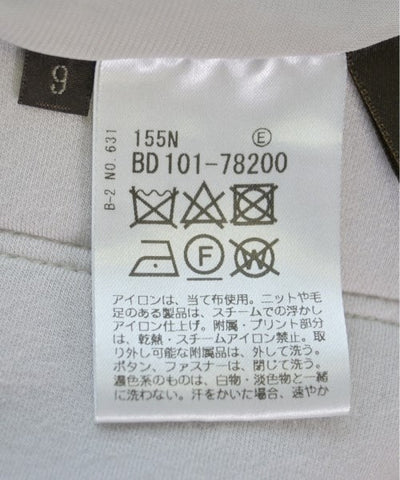 9
B-2 NO.631
155N Ⓔ
BD 101-78200
F W
アイロンは、当て布使用。ニットや毛
足のある製品は、スチームでの浮かし
アイロン仕上げ。附属・プリント部分
は、乾熱・スチームアイロン禁止。取
り外し可能な附属品は、外して洗う。
ボタン、ファスナーは、閉じて洗う。
濃色系のものは、白物・淡色物と一緒
に洗わない。汗をかいた場合、速やか